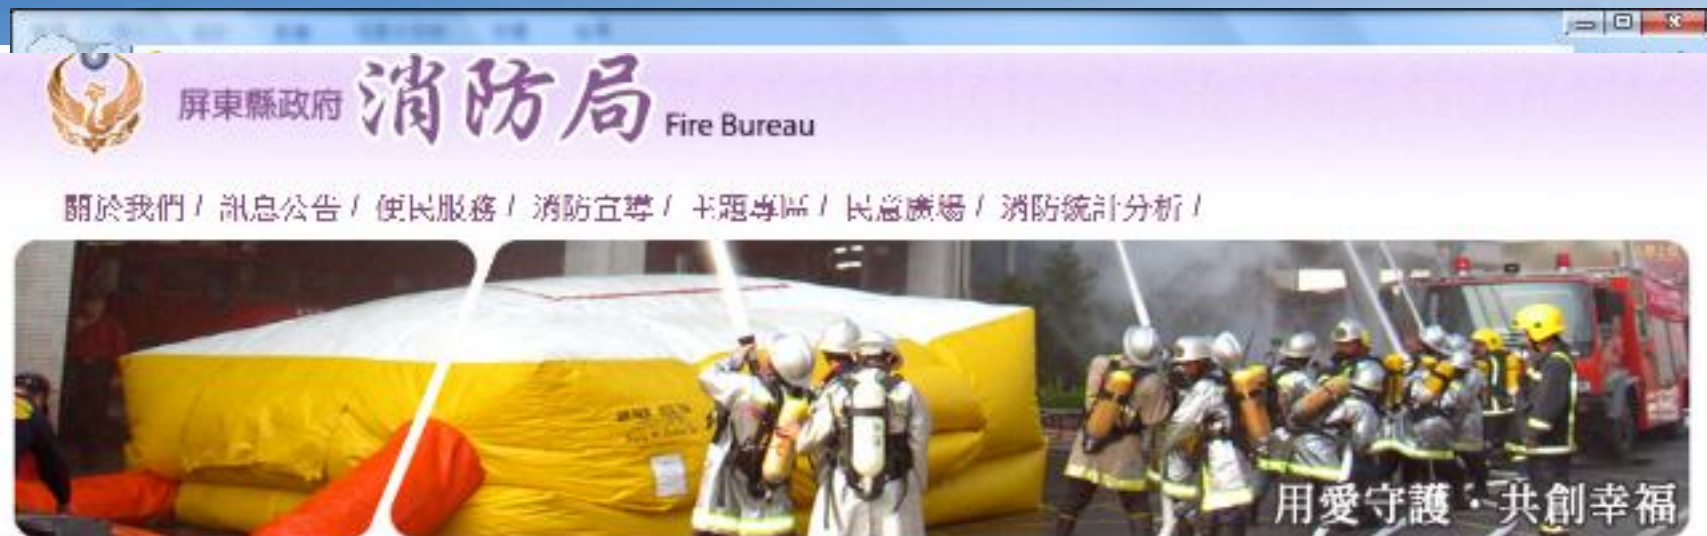 屏東縣政府 消防局 Fire Bureau
關於我們 / 訊息公告 / 便民服務 / 消防宣導 / 主題專區 / 民意廣場 / 消防統計分析 /
用愛守護・共創幸福